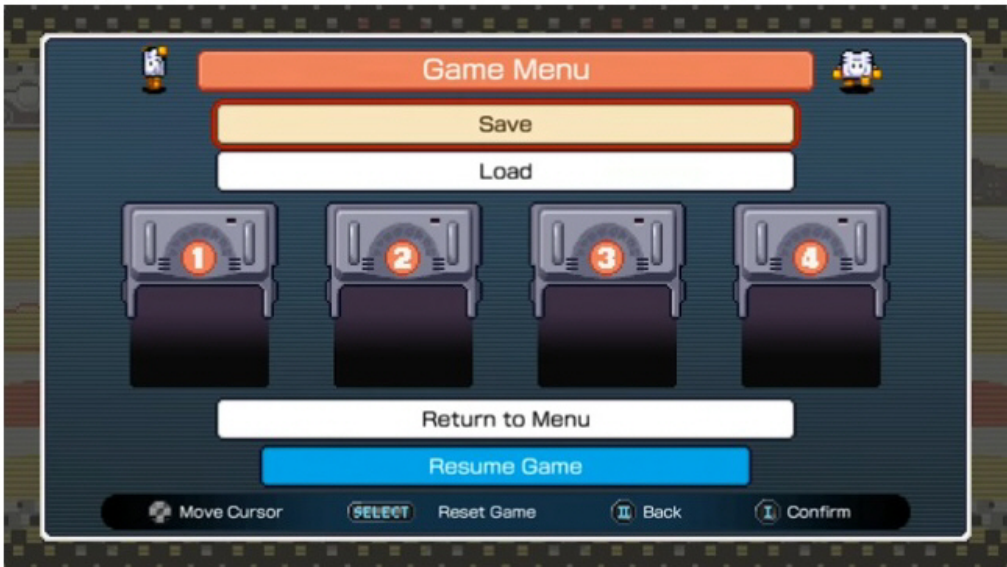 Game Menu
Save
Load
1 2 3 4
Return to Menu
Resume Game
Move Cursor SELECT Reset Game II Back I Confirm